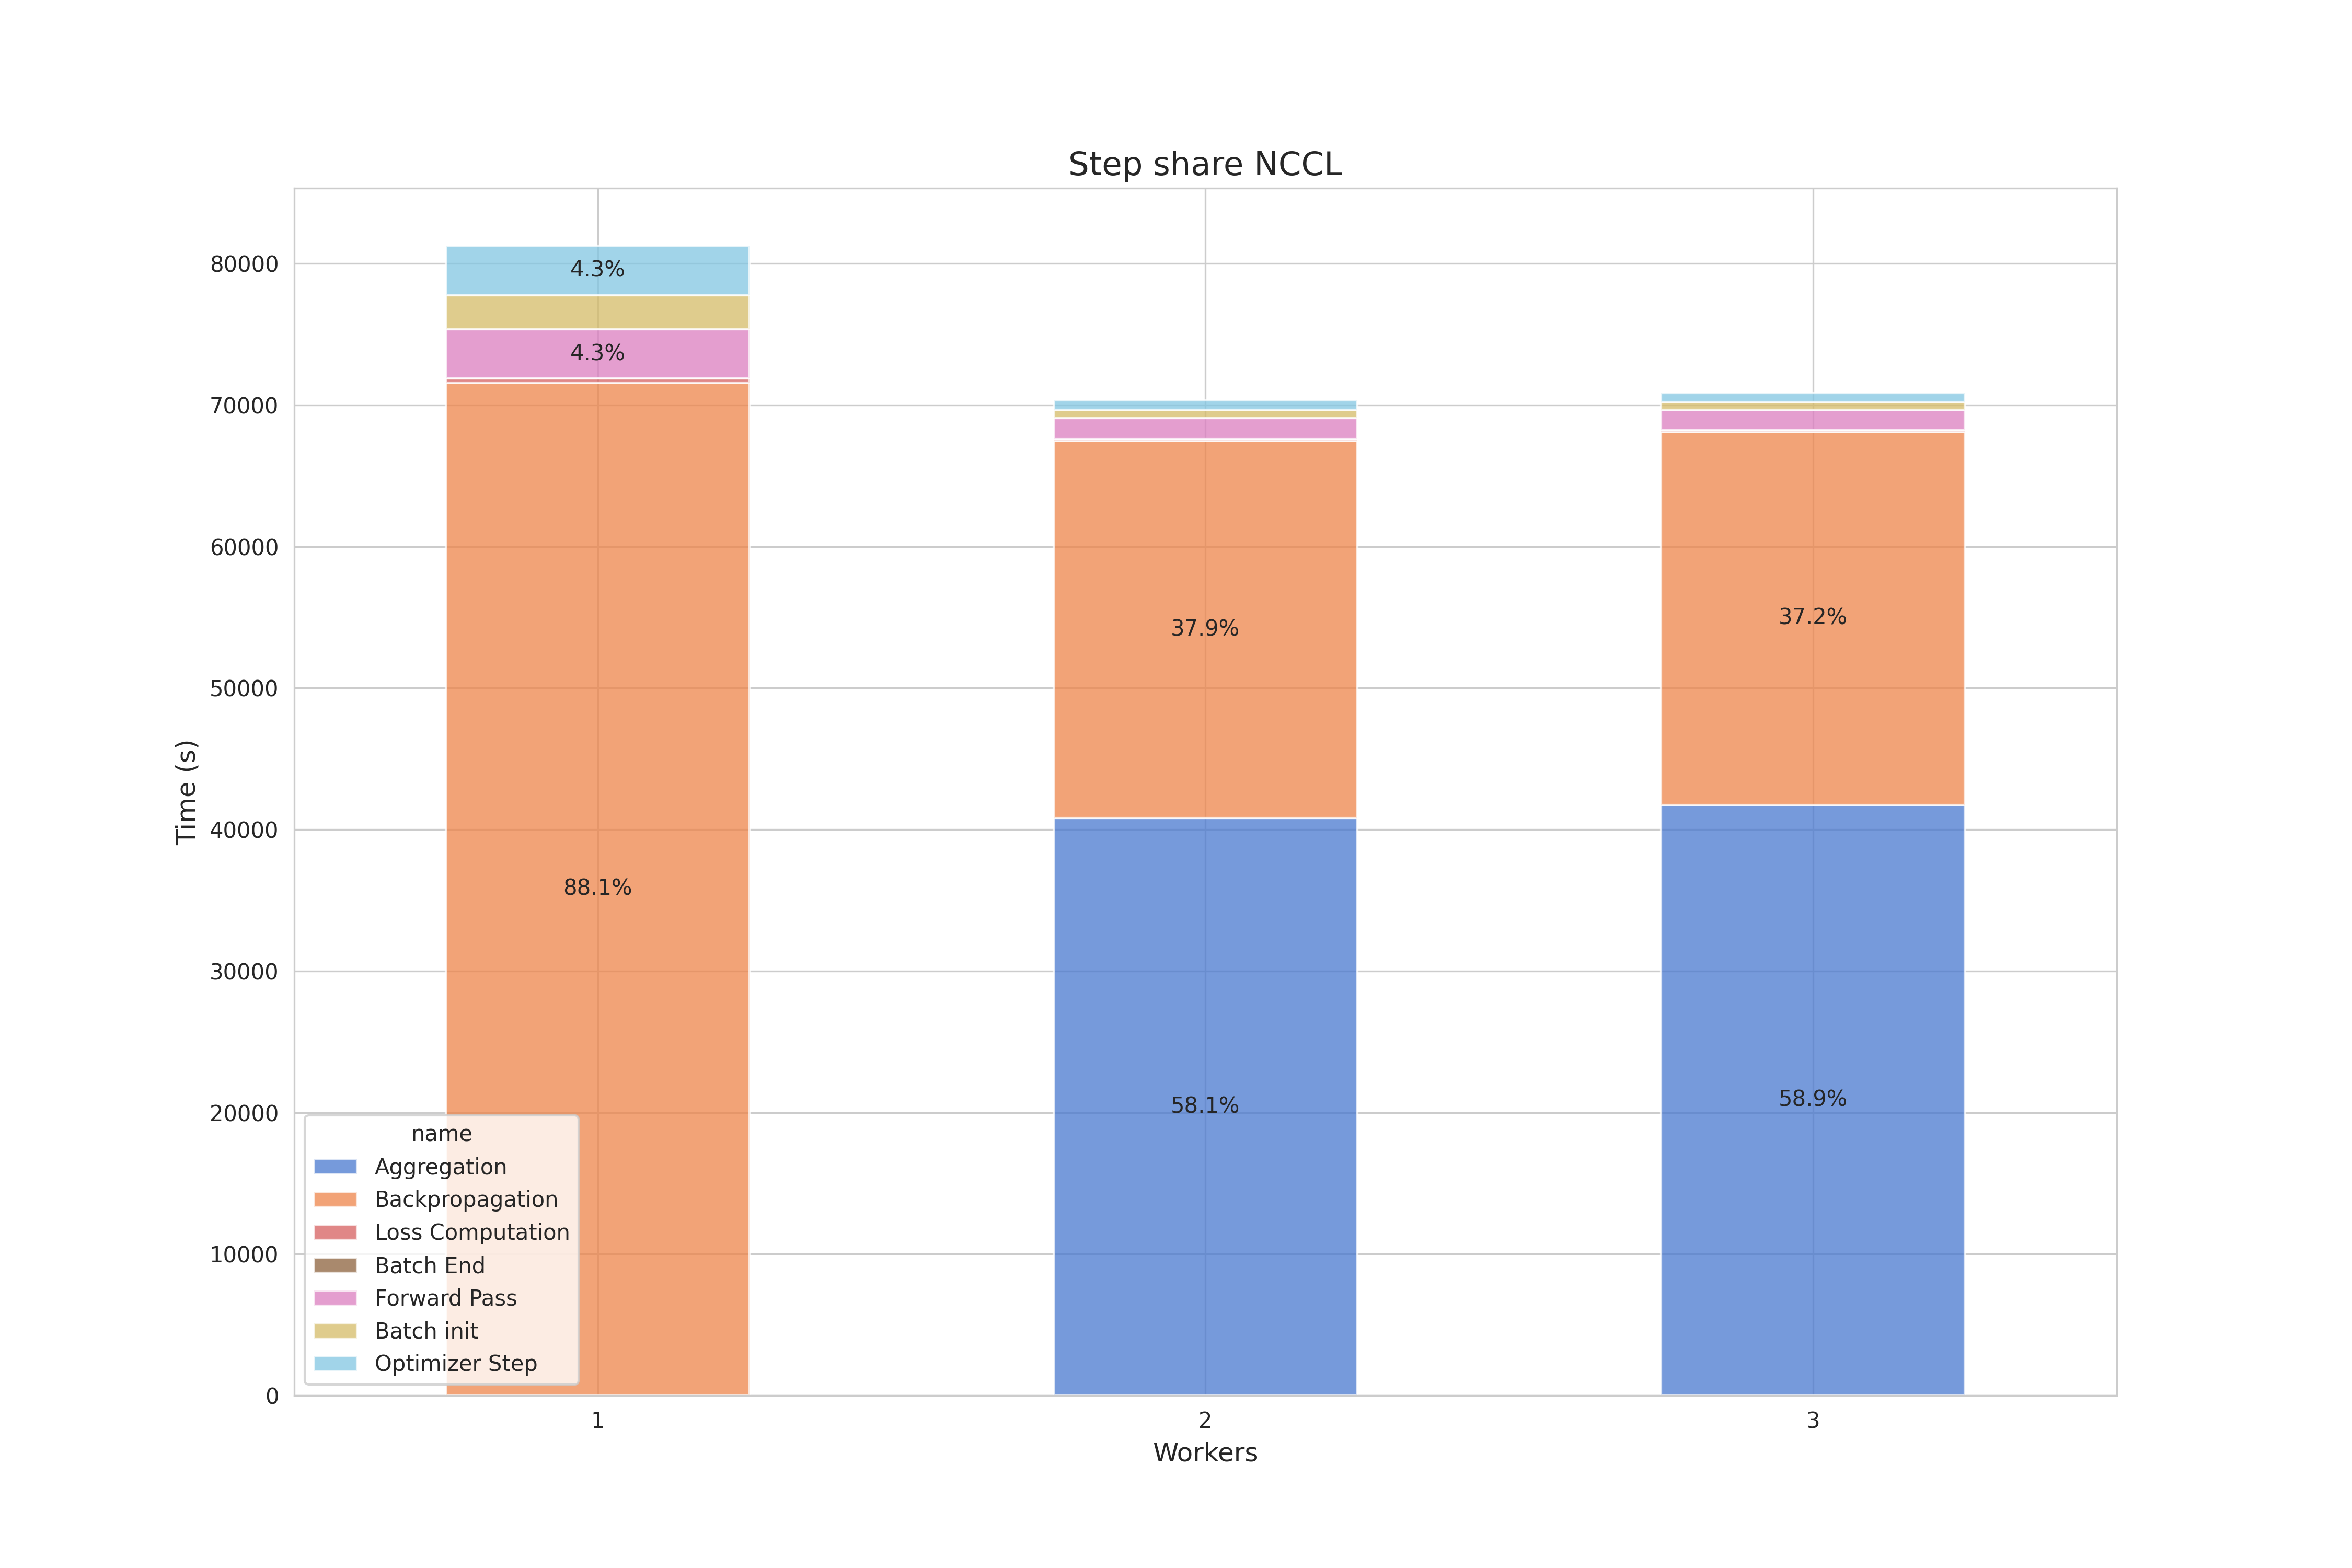 Step share NCCL
80000
70000
60000
50000
40000
30000
20000
10000
0
Time (s)
4.3%
4.3%
88.1%
37.9%
58.1%
37.2%
58.9%
name
Aggregation
Backpropagation
Loss Computation
Batch End
Forward Pass
Batch init
Optimizer Step
1
2
3
Workers